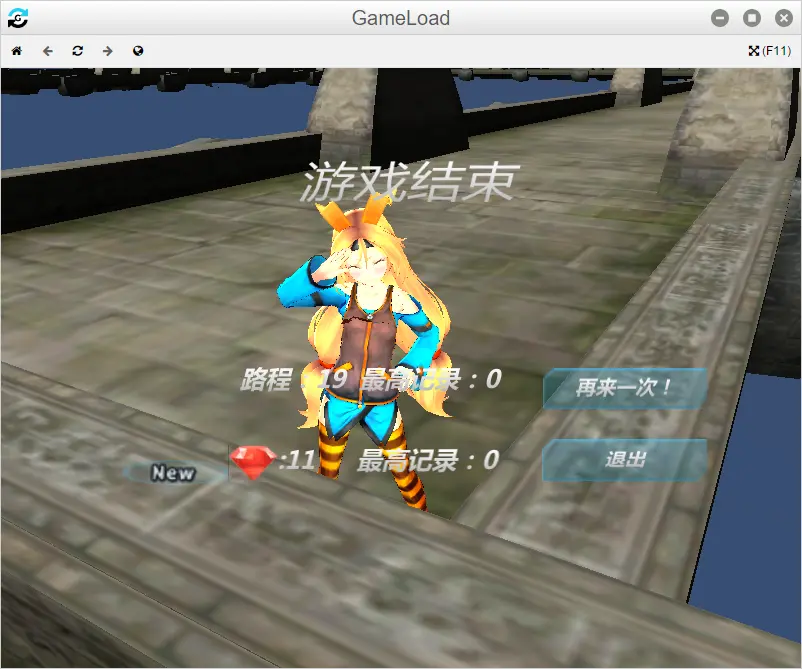 GameLoad
(F11)
游戏结束
路程：19 最高记录：0
再来一次！
New :11 最高记录：0
退出